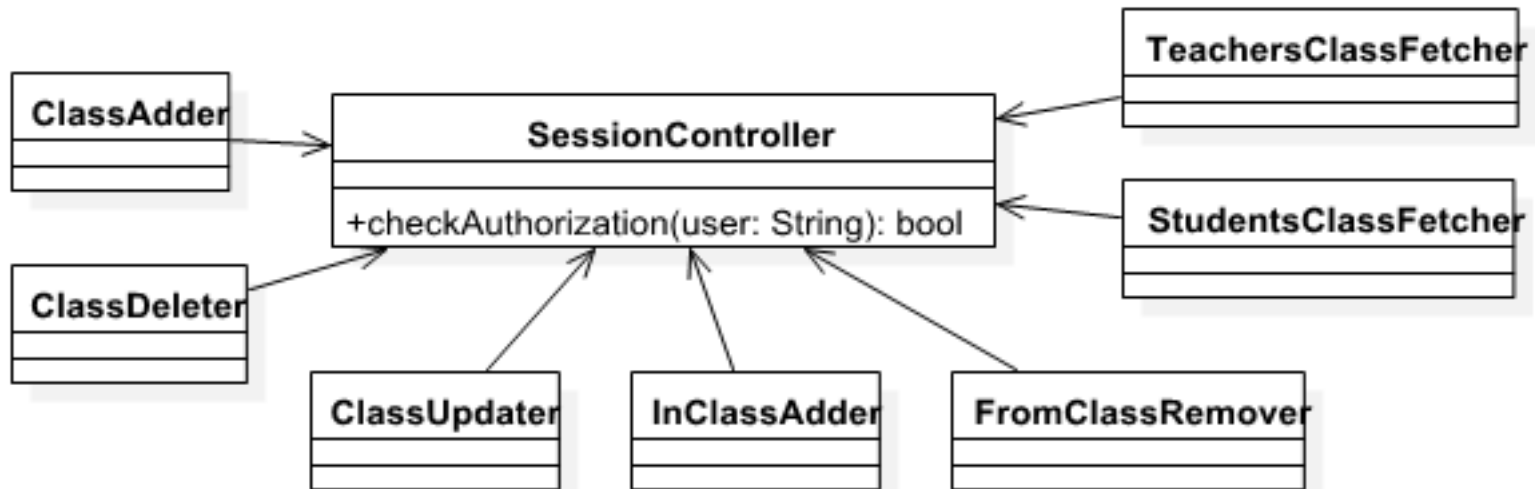 TeachersClassFetcher
ClassAdder
SessionController
+checkAuthorization(user: String): bool
StudentsClassFetcher
ClassDeleter
ClassUpdater
InClassAdder
FromClassRemover